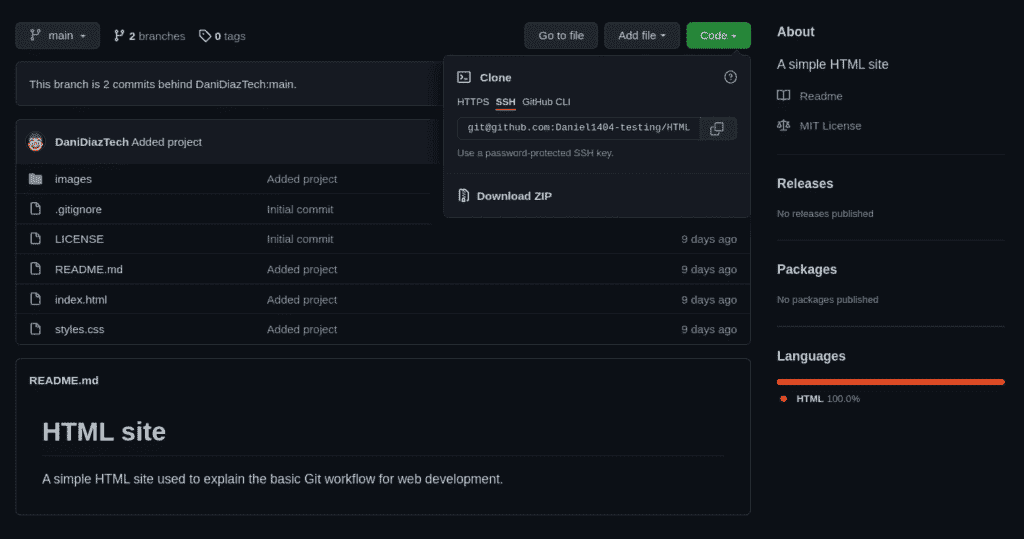 main 2 branches 0 tags Go to file Add file Code
This branch is 2 commits behind DaniDiazTech:main.
Clone
HTTPS SSH GitHub CLI
git@github.com:Daniel1404-testing/HTML
Use a password-protected SSH key.
Download ZIP
DaniDiazTech Added project
images Added project
.gitignore Initial commit
LICENSE Initial commit 9 days ago
README.md Added project 9 days ago
index.html Added project 9 days ago
styles.css Added project 9 days ago
README.md
HTML site
A simple HTML site used to explain the basic Git workflow for web development.
About
A simple HTML site
Readme
MIT License
Releases
No releases published
Packages
No packages published
Languages
HTML 100.0%